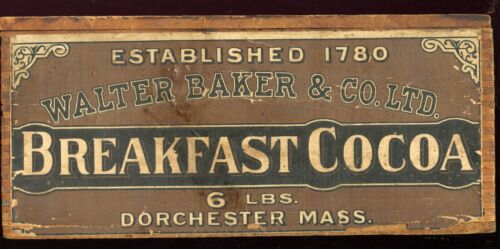 ESTABLISHED 1780
WALTER BAKER & CO. LTD.
BREAKFAST COCOA
6 LBS.
DORCHESTER MASS.